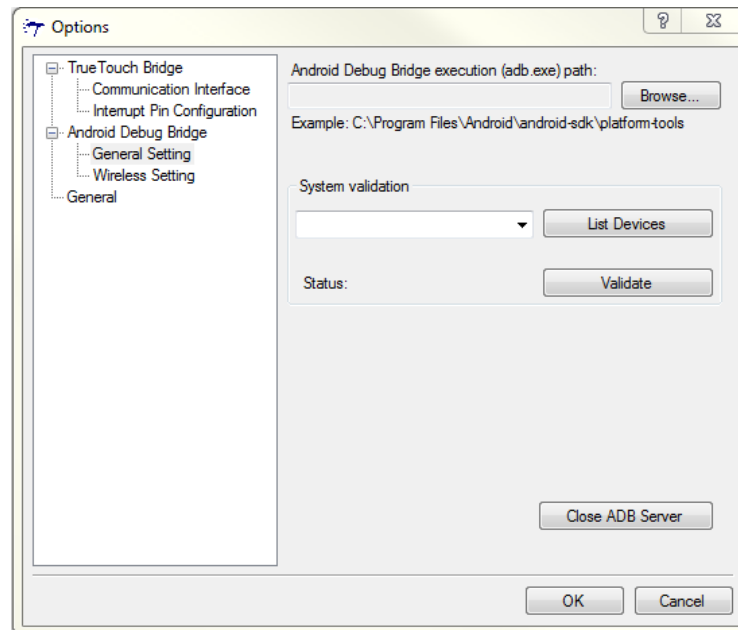 Options
TrueTouch Bridge
Communication Interface
Interrupt Pin Configuration
Android Debug Bridge
General Setting
Wireless Setting
General
Android Debug Bridge execution (adb.exe) path:
Browse...
Example: C:\Program Files\Android\android-sdk\platform-tools
System validation
List Devices
Status:
Validate
Close ADB Server
OK
Cancel